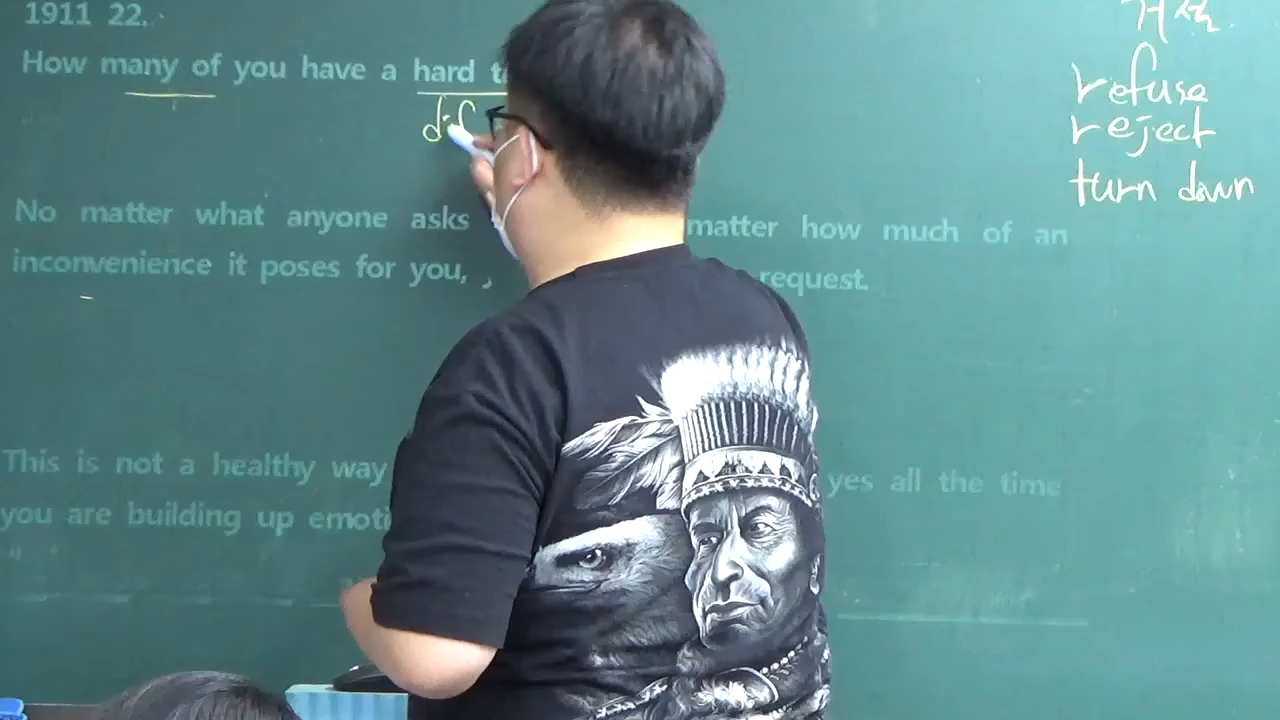 1911 22.
How many of you have a hard t
dif
No matter what anyone asks matter how much of an
inconvenience it poses for you, , request.
This is not a healthy way yes all the time
you are building up emoti
거절
refuse
reject
turn down